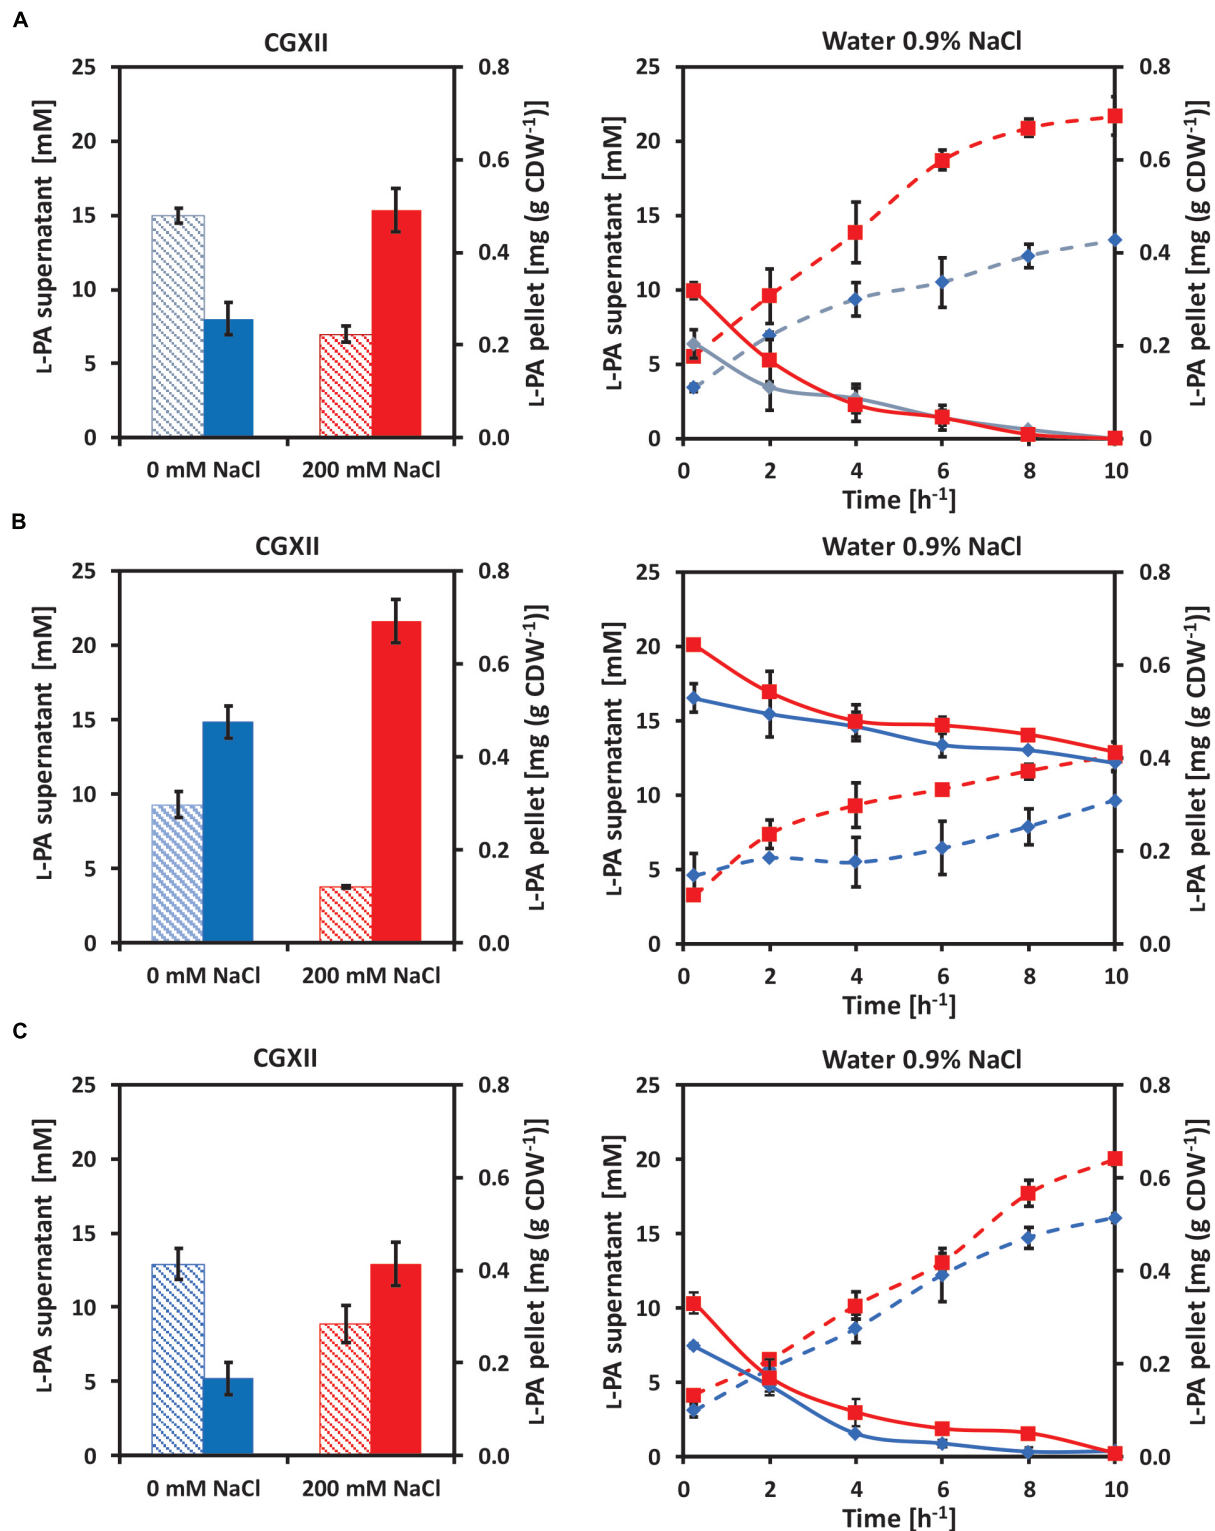 A
CGXII
Water 0.9% NaCl
L-PA supernatant [mM]
25
20
15
10
5
0
0.8
0.6
0.4
0.2
0.0
L-PA pellet [mg (g CDW⁻¹)]
0 mM NaCl
200 mM NaCl
L-PA supernatant [mM]
25
20
15
10
5
0
0.8
0.6
0.4
0.2
0
L-PA pellet [mg (g CDW⁻¹)]
0 2 4 6 8 10
Time [h⁻¹]
B
CGXII
Water 0.9% NaCl
L-PA supernatant [mM]
25
20
15
10
5
0
0.8
0.6
0.4
0.2
0.0
L-PA pellet [mg (g CDW⁻¹)]
0 mM NaCl
200 mM NaCl
L-PA supernatant [mM]
25
20
15
10
5
0
0.8
0.6
0.4
0.2
0.0
L-PA pellet [mg (g CDW⁻¹)]
0 2 4 6 8 10
Time [h⁻¹]
C
CGXII
Water 0.9% NaCl
L-PA supernatant [mM]
25
20
15
10
5
0
0.8
0.6
0.4
0.2
0.0
L-PA pellet [mg (g CDW⁻¹)]
0 mM NaCl
200 mM NaCl
L-PA supernatant [mM]
25
20
15
10
5
0
0.8
0.6
0.4
0.2
0.0
L-PA pellet [mg (g CDW⁻¹)]
0 2 4 6 8 10
Time [h⁻¹]